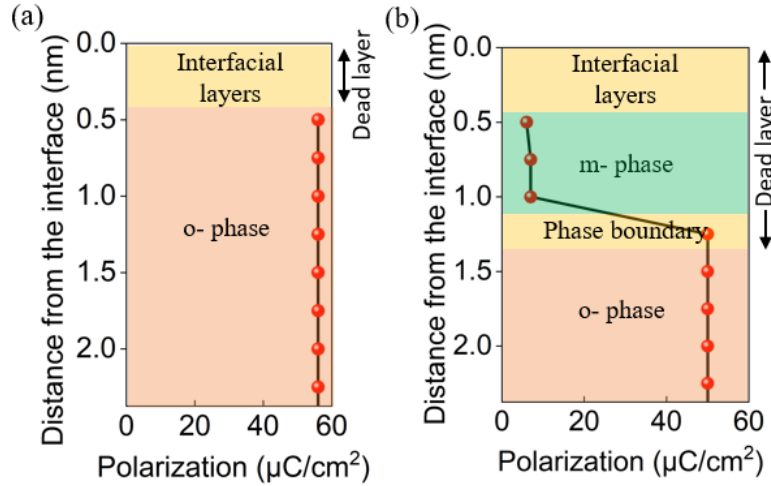 (a)
0.0
0.5
1.0
1.5
2.0
Distance from the interface (nm)
Interfacial
layers
Dead layer
o- phase
0
20
40
60
Polarization (μC/cm²)
(b)
0.0
0.5
1.0
1.5
2.0
Distance from the interface (nm)
Interfacial
layers
m- phase
Phase boundary
o- phase
Dead layer
0
20
40
60
Polarization (μC/cm²)